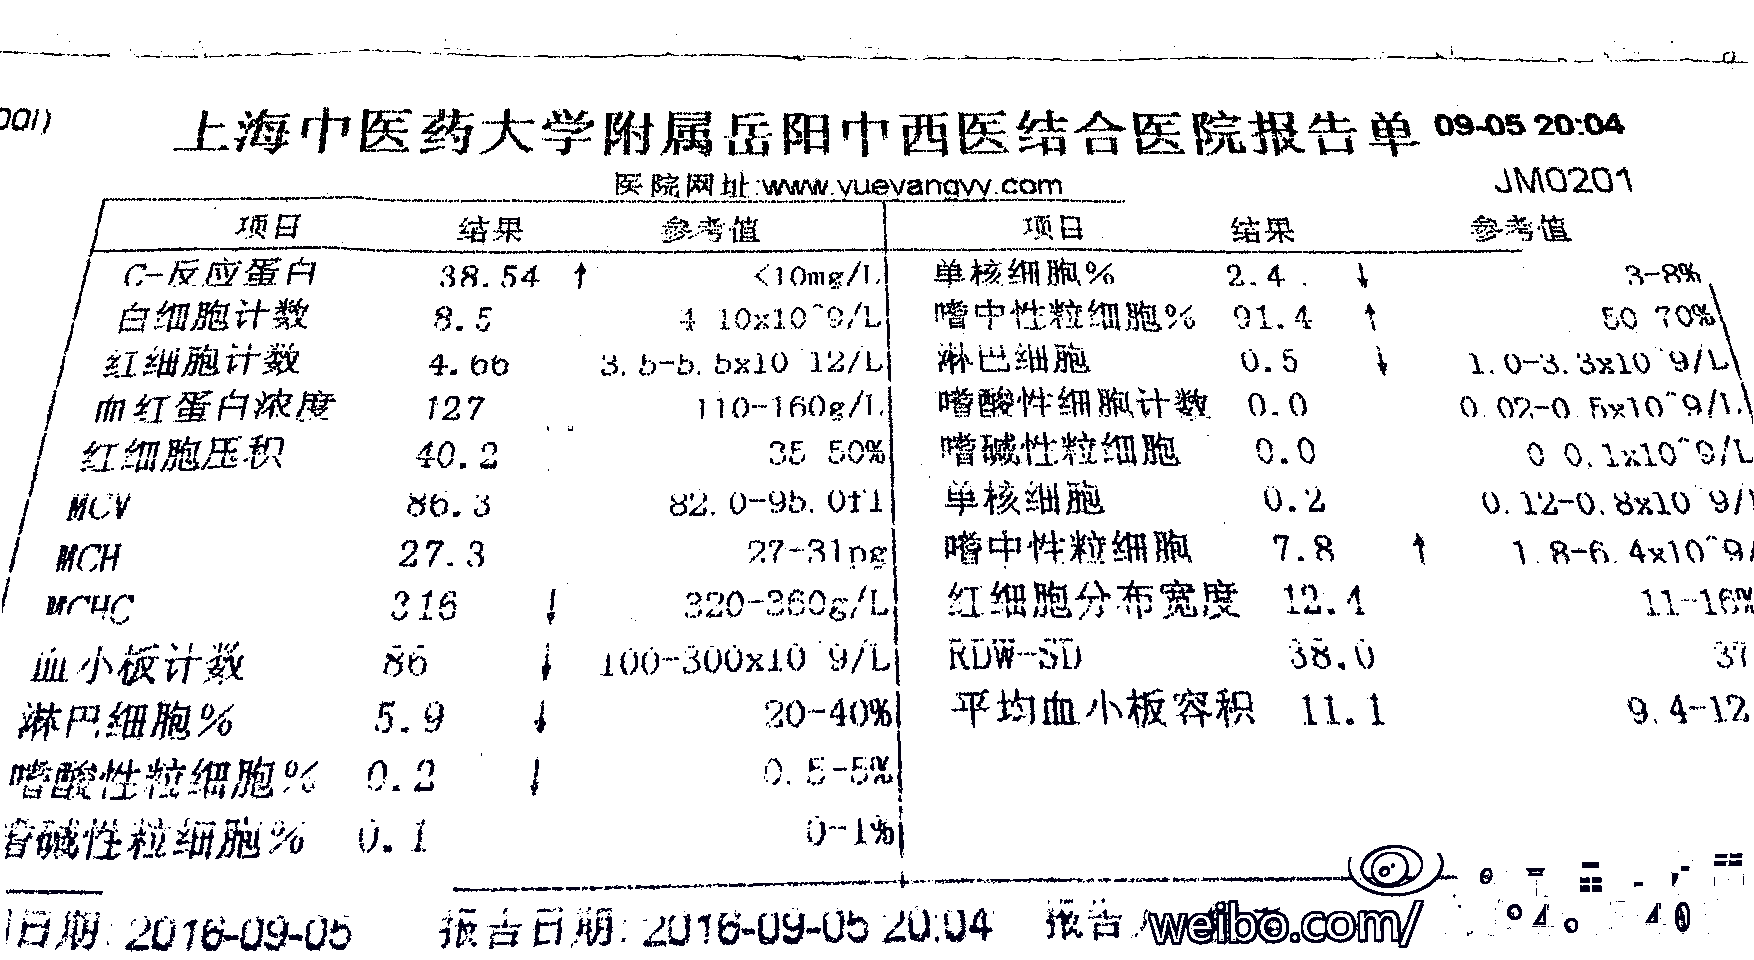 001)
上海中医药大学附属岳阳中西医结合医院报告单 09-05 20:04
医院网址:www.yueyangyy.com
JM0201
项目 结果 参考值 项目 结果 参考值
C-反应蛋白 38.54 ↑ <10mg/L 单核细胞% 2.4 ↓ 3-8%
白细胞计数 8.5 4 10x10^9/L 嗜中性粒细胞% 91.4 ↑ 50 70%
红细胞计数 4.66 3.5-5.5x10^12/L 淋巴细胞 0.5 ↓ 1.0-3.3x10^9/L
血红蛋白浓度 127 110-160g/L 嗜酸性细胞计数 0.0 0.02-0.5x10^9/L
红细胞压积 40.2 35 50% 嗜碱性粒细胞 0.0 0 0.1x10^9/L
MCV 86.3 82.0-95.0fl 单核细胞 0.2 0.12-0.8x10^9/
MCH 27.3 27-31pg 嗜中性粒细胞 7.8 ↑ 1.8-6.4x10^9/
MCHC 316 ↓ 320-360g/L 红细胞分布宽度 12.4 11-16%
血小板计数 86 ↓ 100-300x10^9/L RDW-SD 38.0 37
淋巴细胞% 5.9 ↓ 20-40% 平均血小板容积 11.1 9.4-12
嗜酸性粒细胞% 0.2 ↓ 0.5-5%
嗜碱性粒细胞% 0.1 0-1%
日期: 2016-09-05 报告日期: 2016-09-05 20:04 报告
weibo.com/